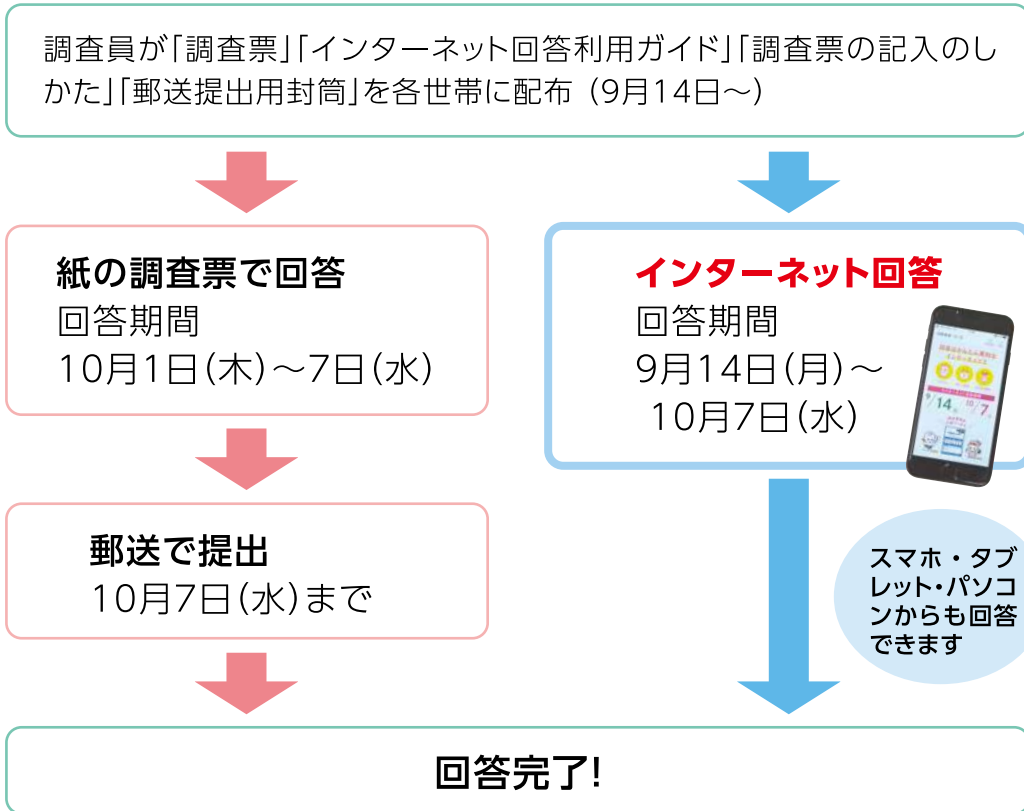 調査員が「調査票」「インターネット回答利用ガイド」「調査票の記入のし
かた」「郵送提出用封筒」を各世帯に配布（9月14日〜）
紙の調査票で回答
回答期間
10月1日（木）〜7日（水）
インターネット回答
回答期間
9月14日（月）〜
10月7日（水）
9/14 10/7
郵送で提出
10月7日（水）まで
スマホ・タブ
レット・パソコ
ンからも回答
できます
回答完了!